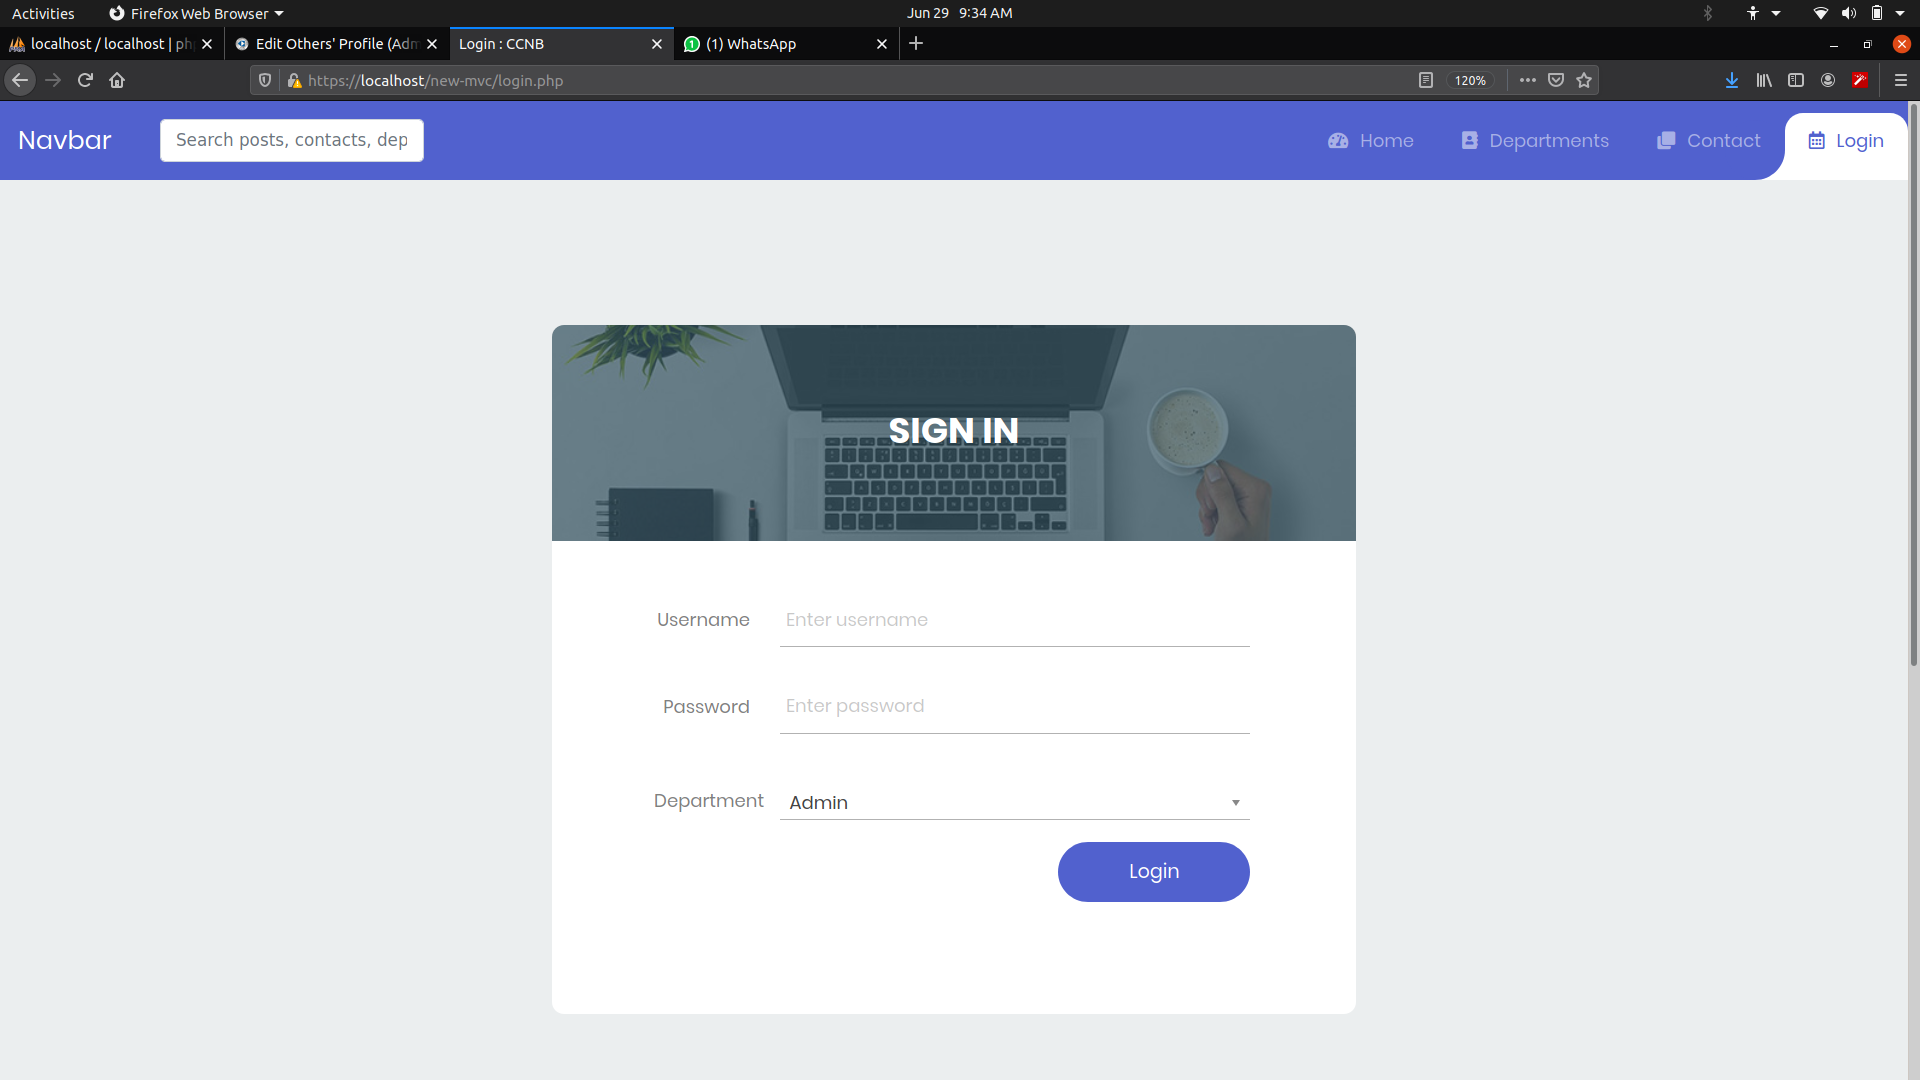 Activities Firefox Web Browser Jun 29 9:34 AM
localhost / localhost | ph Edit Others' Profile (Adm Login : CCNB (1) WhatsApp
https://localhost/new-mvc/login.php 120%
Navbar Search posts, contacts, dep Home Departments Contact Login
SIGN IN
Username Enter username
Password Enter password
Department Admin
Login